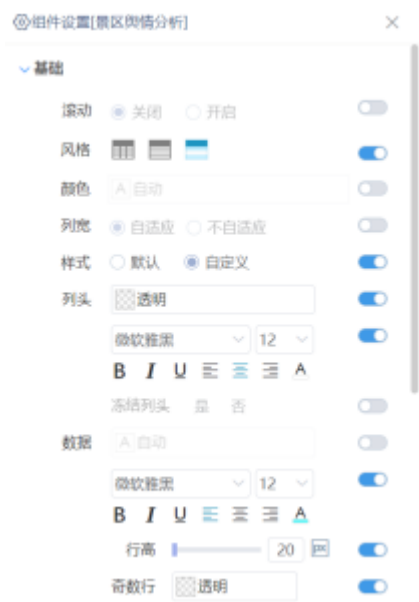 组件设置[景区舆情分析]
基础
滚动 关闭 开启
风格
颜色 A 自动
列宽 自适应 不自适应
样式 默认 自定义
列头 透明
微软雅黑 12
B I U A
冻结列头 是 否
数据 A 自动
微软雅黑 12
B I U A
行高 20 px
奇数行 透明